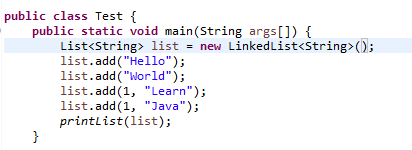 public class Test {
    public static void main(String args[]) {
        List<String> list = new LinkedList<String>();
        list.add("Hello");
        list.add("World");
        list.add(1, "Learn");
        list.add(1, "Java");
        printList(list);
    }